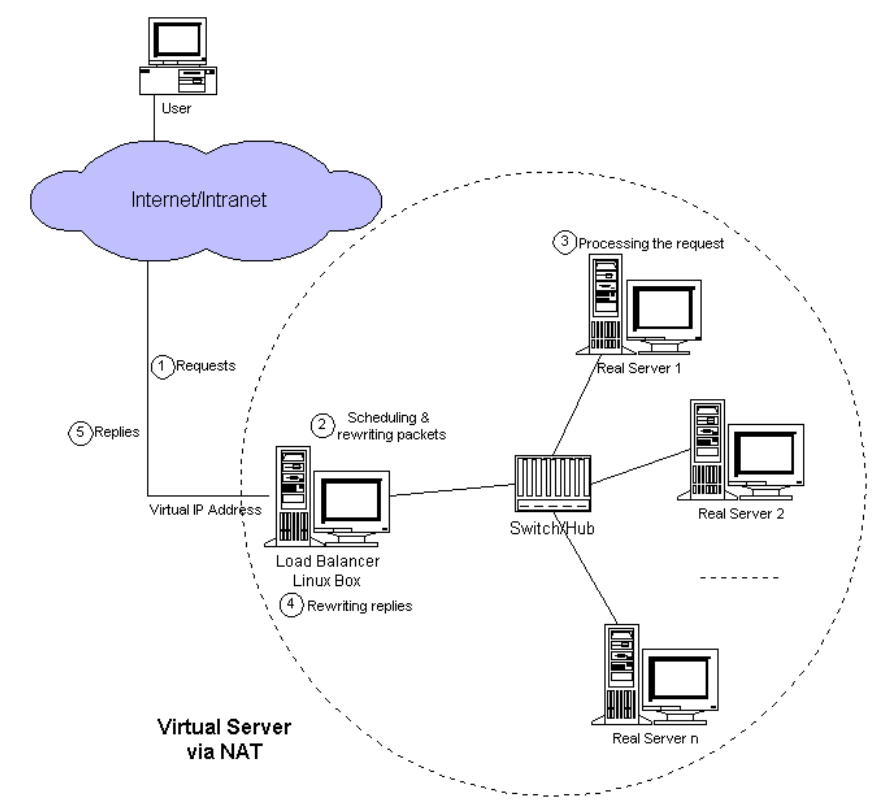 User
Internet/Intranet
3 Processing the request
Real Server 1
1 Requests
2 Scheduling &
rewriting packets
5 Replies
Real Server 2
Virtual IP Address
Switch/Hub
Load Balancer
Linux Box
4 Rewriting replies
Real Server n
Virtual Server
via NAT